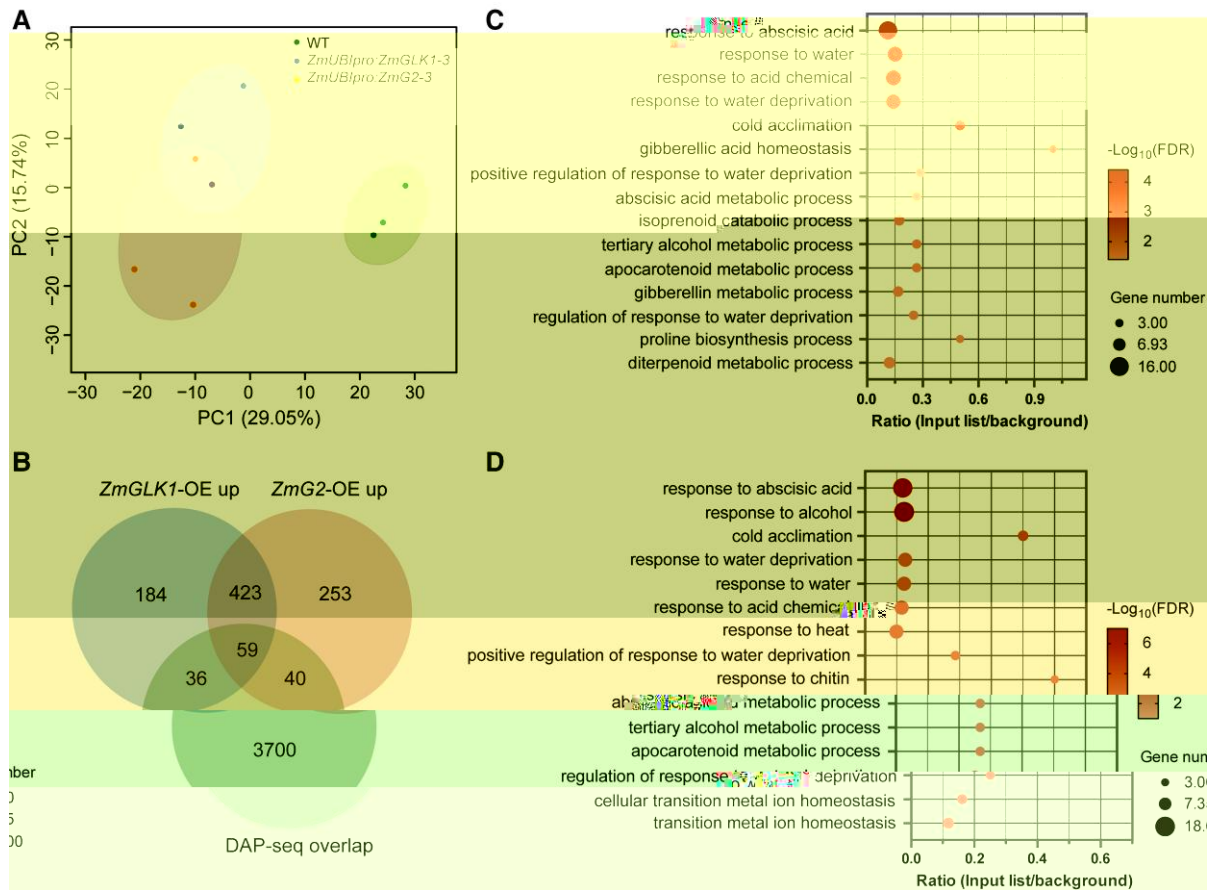 A
30
20
10
0
−10
−20
−30
PC2 (15.74%)
WT
ZmUBIpro:ZmGLK1-3
ZmUBIpro:ZmG2-3
−30
−20
−10
0
10
20
30
PC1 (29.05%)
C
response to abscisic acid
response to water
response to acid chemical
response to water deprivation
cold acclimation
gibberellic acid homeostasis
positive regulation of response to water deprivation
abscisic acid metabolic process
isoprenoid catabolic process
tertiary alcohol metabolic process
apocarotenoid metabolic process
gibberellin metabolic process
regulation of response to water deprivation
proline biosynthesis process
diterpenoid metabolic process
0.0
0.3
0.6
0.9
Ratio (Input list/background)
-Log10(FDR)
4
3
2
Gene number
3.00
6.93
16.00
B
ZmGLK1-OE up
ZmG2-OE up
184
423
253
59
36
40
3700
DAP-seq overlap
D
response to abscisic acid
response to alcohol
cold acclimation
response to water deprivation
response to water
response to acid chemical
response to heat
positive regulation of response to water deprivation
response to chitin
metabolic process
tertiary alcohol metabolic process
apocarotenoid metabolic process
regulation of response deprivation
cellular transition metal ion homeostasis
transition metal ion homeostasis
0.0
0.2
0.4
0.6
Ratio (Input list/background)
-Log10(FDR)
6
4
2